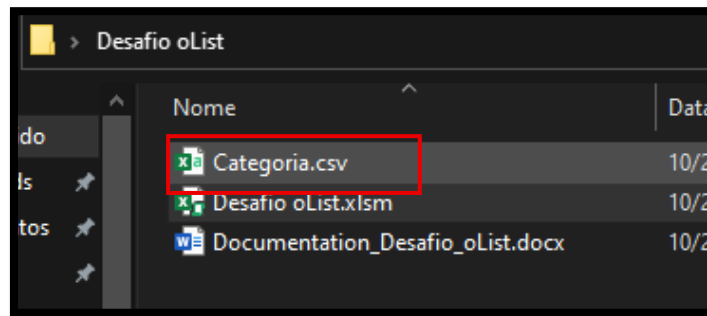 Desafio oList
Nome
Data
do
Categoria.csv
10/2
ds
Desafio oList.xlsm
10/2
tos
Documentation_Desafio_oList.docx
10/2